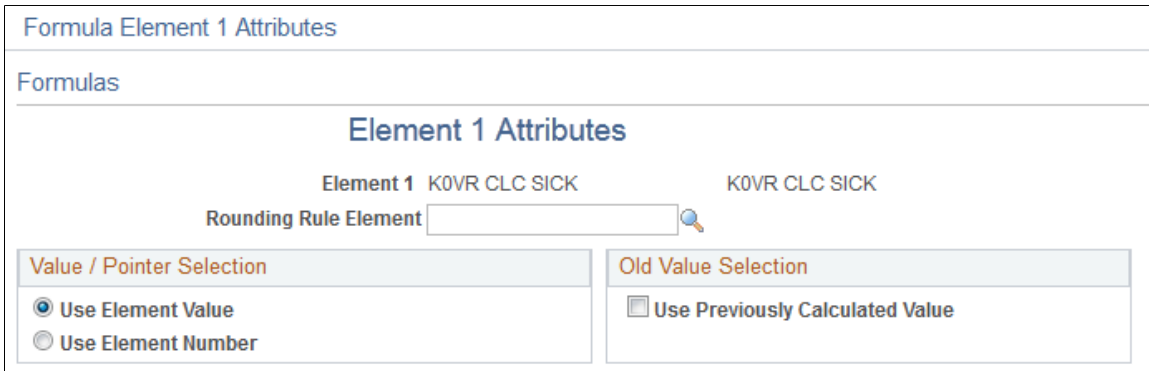 Formula Element 1 Attributes
Formulas
Element 1 Attributes
Element 1 K0VR CLC SICK K0VR CLC SICK
Rounding Rule Element
Value / Pointer Selection
Old Value Selection
Use Element Value
Use Previously Calculated Value
Use Element Number